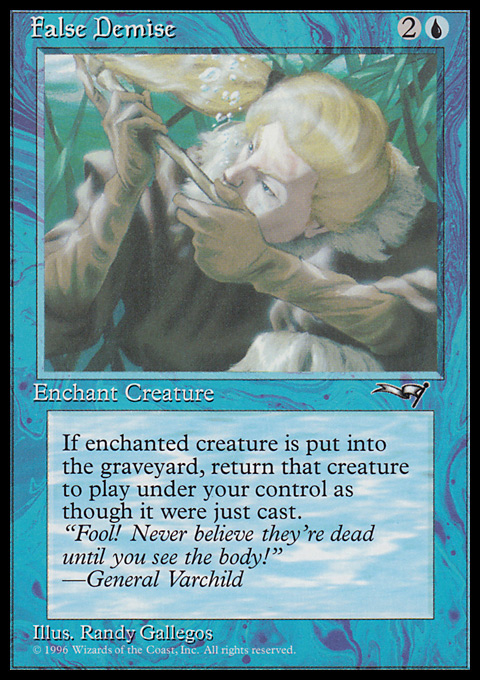 False Demise 2
Enchant Creature
If enchanted creature is put into
the graveyard, return that creature
to play under your control as
though it were just cast.
“Fool! Never believe they’re dead
until you see the body!”
—General Varchild
Illus. Randy Gallegos
© 1996 Wizards of the Coast, Inc. All rights reserved.